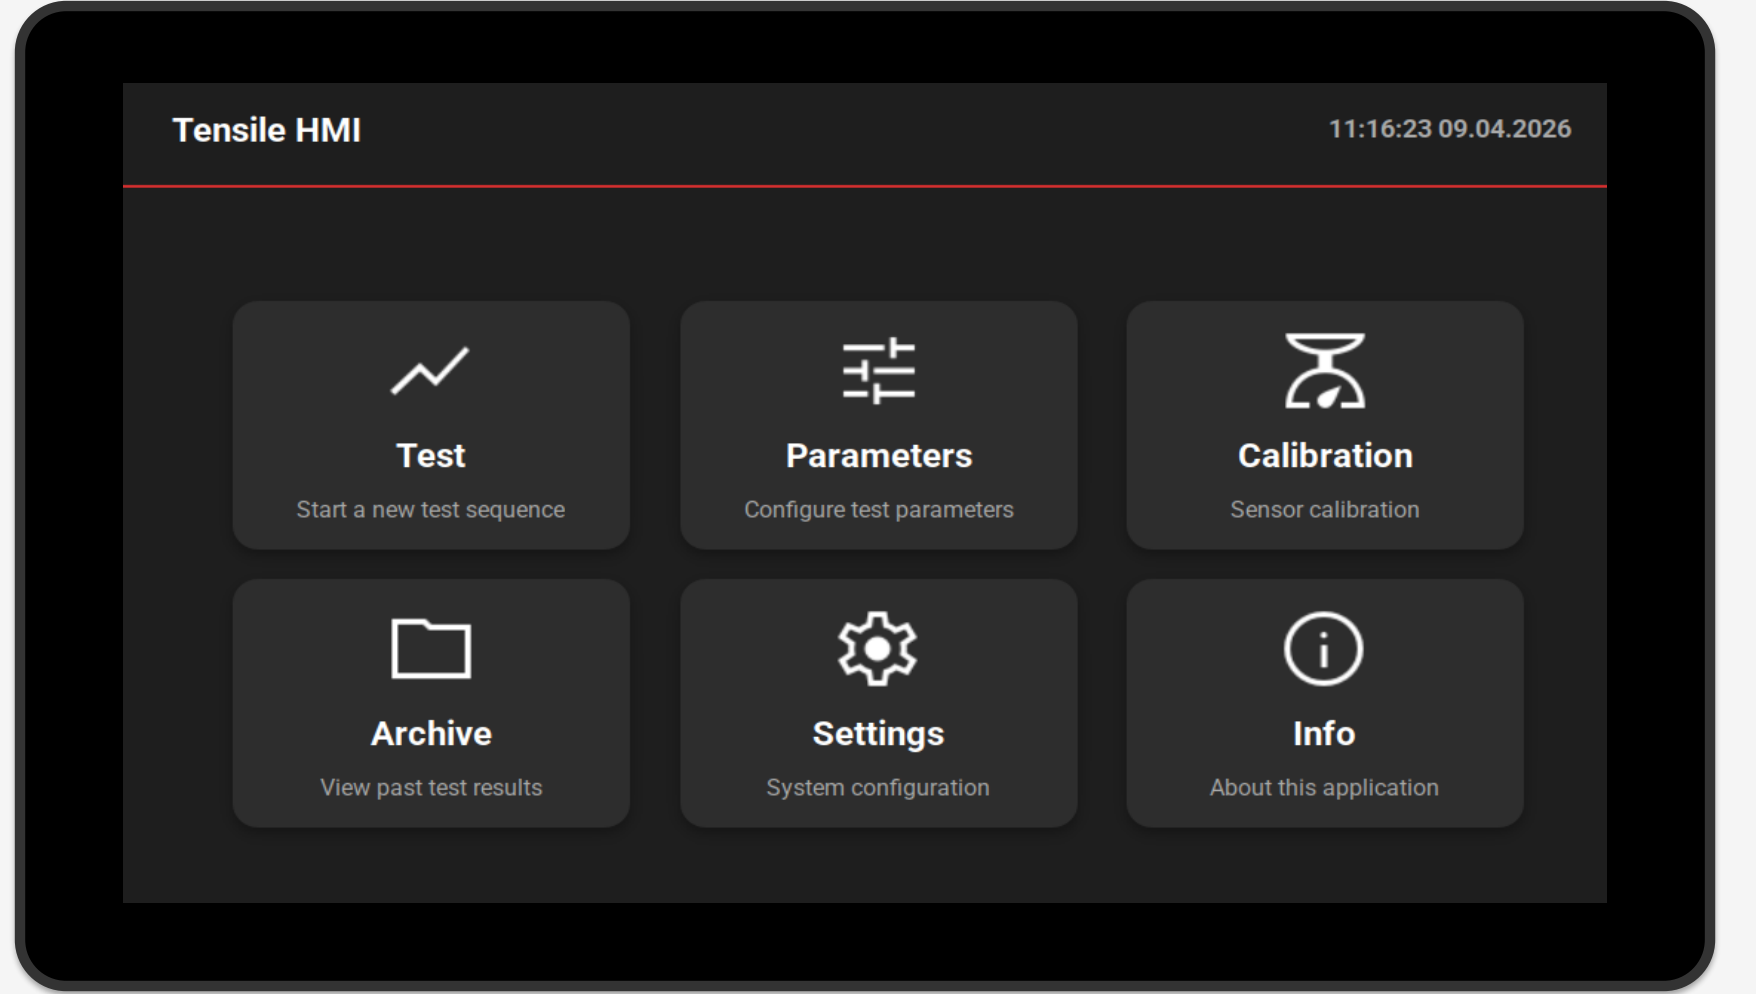 Tensile HMI
11:16:23 09.04.2026
Test
Start a new test sequence
Parameters
Configure test parameters
Calibration
Sensor calibration
Archive
View past test results
Settings
System configuration
Info
About this application